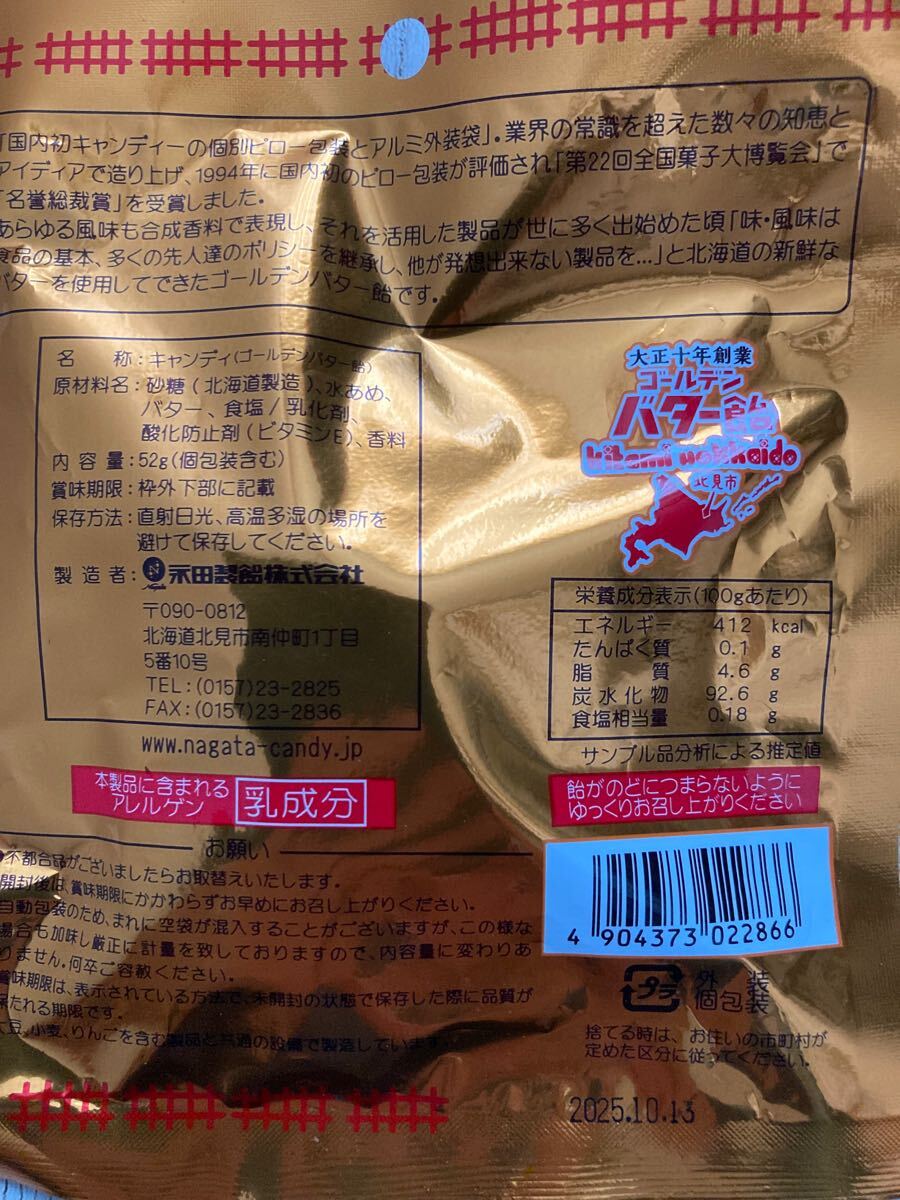 「国内初キャンディーの個別ピロー包装とアルミ外装袋」.業界の常識を超えた数々の知恵と
アイディアで造り上げ、1994年に国内初のピロー包装が評価され「第22回全国菓子大博覧会」で
「名誉総裁賞」を受賞しました。
あらゆる風味も合成香料で表現し、それを活用した製品が世に多く出始めた頃「味・風味は
食品の基本、多くの先人達のポリシーを継承し、他が発想出来ない製品を...」と北海道の新鮮な
バターを使用してできたゴールデンバター飴です。
名 称:キャンディ(ゴールデンバター飴)
原材料名:砂糖(北海道製造)、水あめ、
バター、食塩/乳化剤、
酸化防止剤(ビタミンE)、香料
内容量:52g(個包装含む)
賞味期限:枠外下部に記載
保存方法:直射日光、高温多湿の場所を
避けて保存してください。
製造者:永田製飴株式会社
〒090-0812
北海道北見市南仲町1丁目
5番10号
TEL:(0157)23-2825
FAX:(0157)23-2836
www.nagata-candy.jp
本製品に含まれる
アレルゲン
乳成分
大正十年創業
ゴールデン
バター飴
kitami hokkaido
北見市
栄養成分表示(100gあたり)
エネルギー 412 kcal
たんぱく質 0.1 g
脂質 4.6 g
炭水化物 92.6 g
食塩相当量 0.18 g
サンプル品分析による推定値
飴がのどにつまらないように
ゆっくりお召し上がりください
お願い
●不都合品がございましたらお取替えいたします。
開封後は、賞味期限にかかわらずお早めにお召し上がりください。
自動包装のため、まれに空袋が混入することがございますが、この様な
場合も加味し厳正に計量を致しておりますので、内容量に変わりあ
りません。何卒ご容赦ください。
賞味期限は、表示されている方法で、未開封の状態で保存した際に品質が
保たれる期限です。
大豆、小麦、りんごを含む製品と共通の設備で製造しています。
4 904373 022866
プラ
外 装
個包装
捨てる時は、お住いの市町村が
定めた区分に従ってください。
2025.10.13